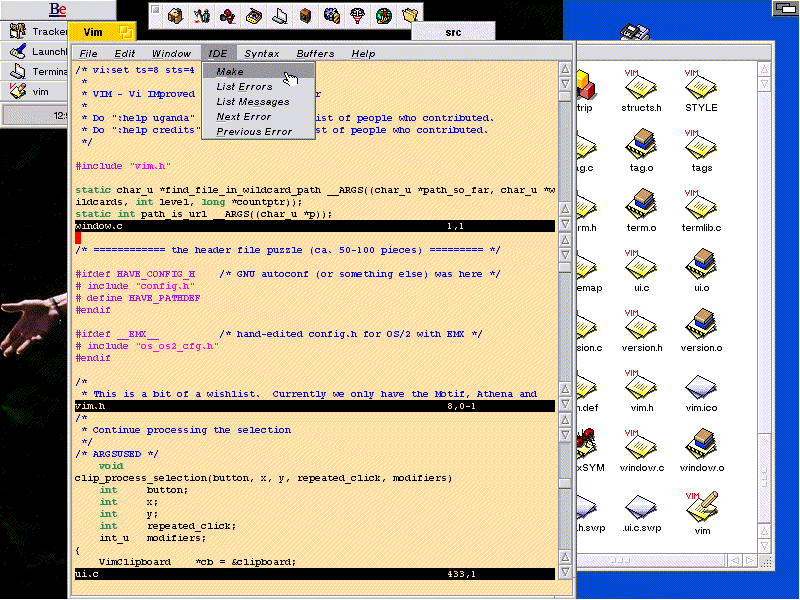 Be
Tracker
Launchb
Termina
vim
12:5
Vim
src
File Edit Window IDE Syntax Buffers Help
Make
List Errors
List Messages
Next Error
Previous Error
/* vi:set ts=8 sts=4
 *
 * VIM - Vi IMproved
 *
 * Do ":help uganda" ist of people who contributed.
 * Do ":help credits" ist of people who contributed.
 */
#include "vim.h"
static char_u *find_file_in_wildcard_path __ARGS((char_u *path_so_far, char_u *w
ildcards, int level, long *countptr));
static int path_is_url __ARGS((char_u *p));
window.c 1,1
/* ============ the header file puzzle (ca. 50-100 pieces) ========= */
#ifdef HAVE_CONFIG_H /* GNU autoconf (or something else) was here */
# include "config.h"
# define HAVE_PATHDEF
#endif
#ifdef __EMX__ /* hand-edited config.h for OS/2 with EMX */
# include "os_os2_cfg.h"
#endif
/*
 * This is a bit of a wishlist.  Currently we only have the Motif, Athena and
vim.h 8,0-1
/*
 * Continue processing the selection
 */
/* ARGSUSED */
    void
clip_process_selection(button, x, y, repeated_click, modifiers)
    int button;
    int x;
    int y;
    int repeated_click;
    int_u modifiers;
{
    VimClipboard *cb = &clipboard;
ui.c 433,1
trip structs.h STYLE
ag.c tag.o tags
rm.h term.o termlib.c
emap ui.c ui.o
sion.c version.h version.o
.def vim.h vim.ico
xSYM window.c window.o
.h.swp .ui.c.swp vim